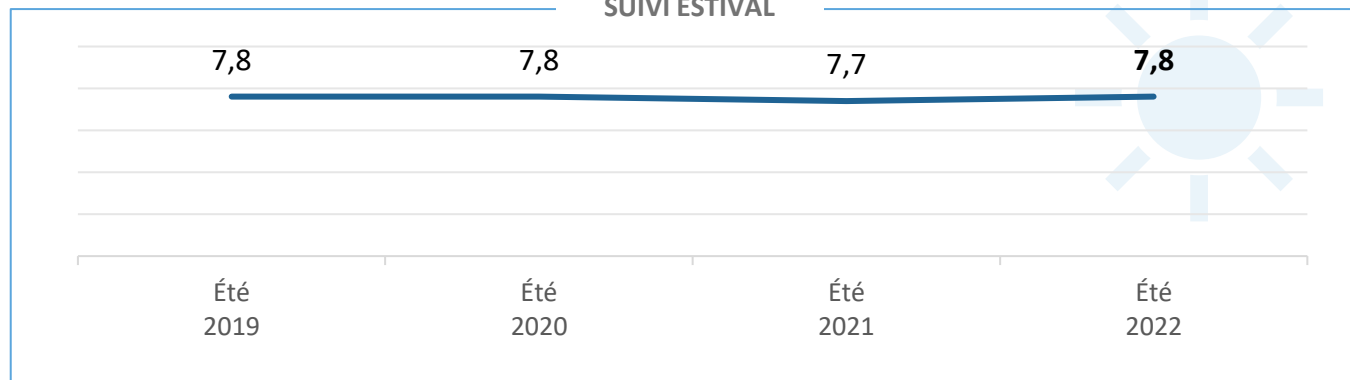 SUIVI ESTIVAL
7,8 7,8 7,7 7,8
Été Été Été Été
2019 2020 2021 2022